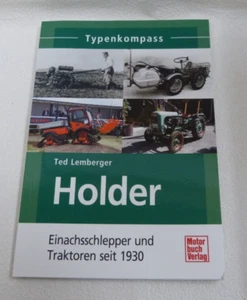 Typenkompass
Ted Lemberger
Holder
Einachsschlepper und
Traktoren seit 1930
Motor
buch
Verlag